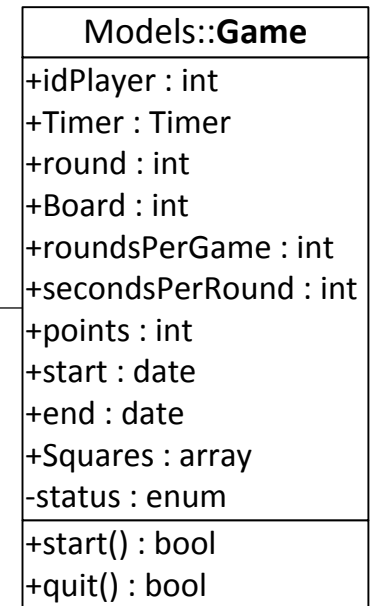 Models::Game
+idPlayer : int
+Timer : Timer
+round : int
+Board : int
+roundsPerGame : int
+secondsPerRound : int
+points : int
+start : date
+end : date
+Squares : array
-status : enum
+start() : bool
+quit() : bool